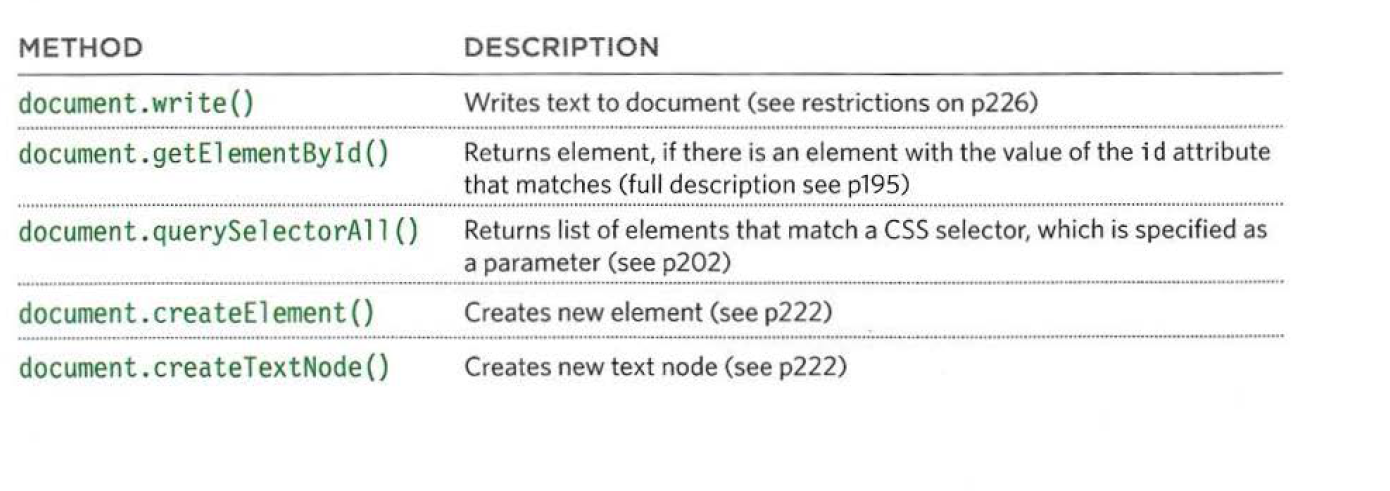 METHOD DESCRIPTION
document.write() Writes text to document (see restrictions on p226)
document.getElementById() Returns element, if there is an element with the value of the id attribute
that matches (full description see p195)
document.querySelectorAll() Returns list of elements that match a CSS selector, which is specified as
a parameter (see p202)
document.createElement() Creates new element (see p222)
document.createTextNode() Creates new text node (see p222)